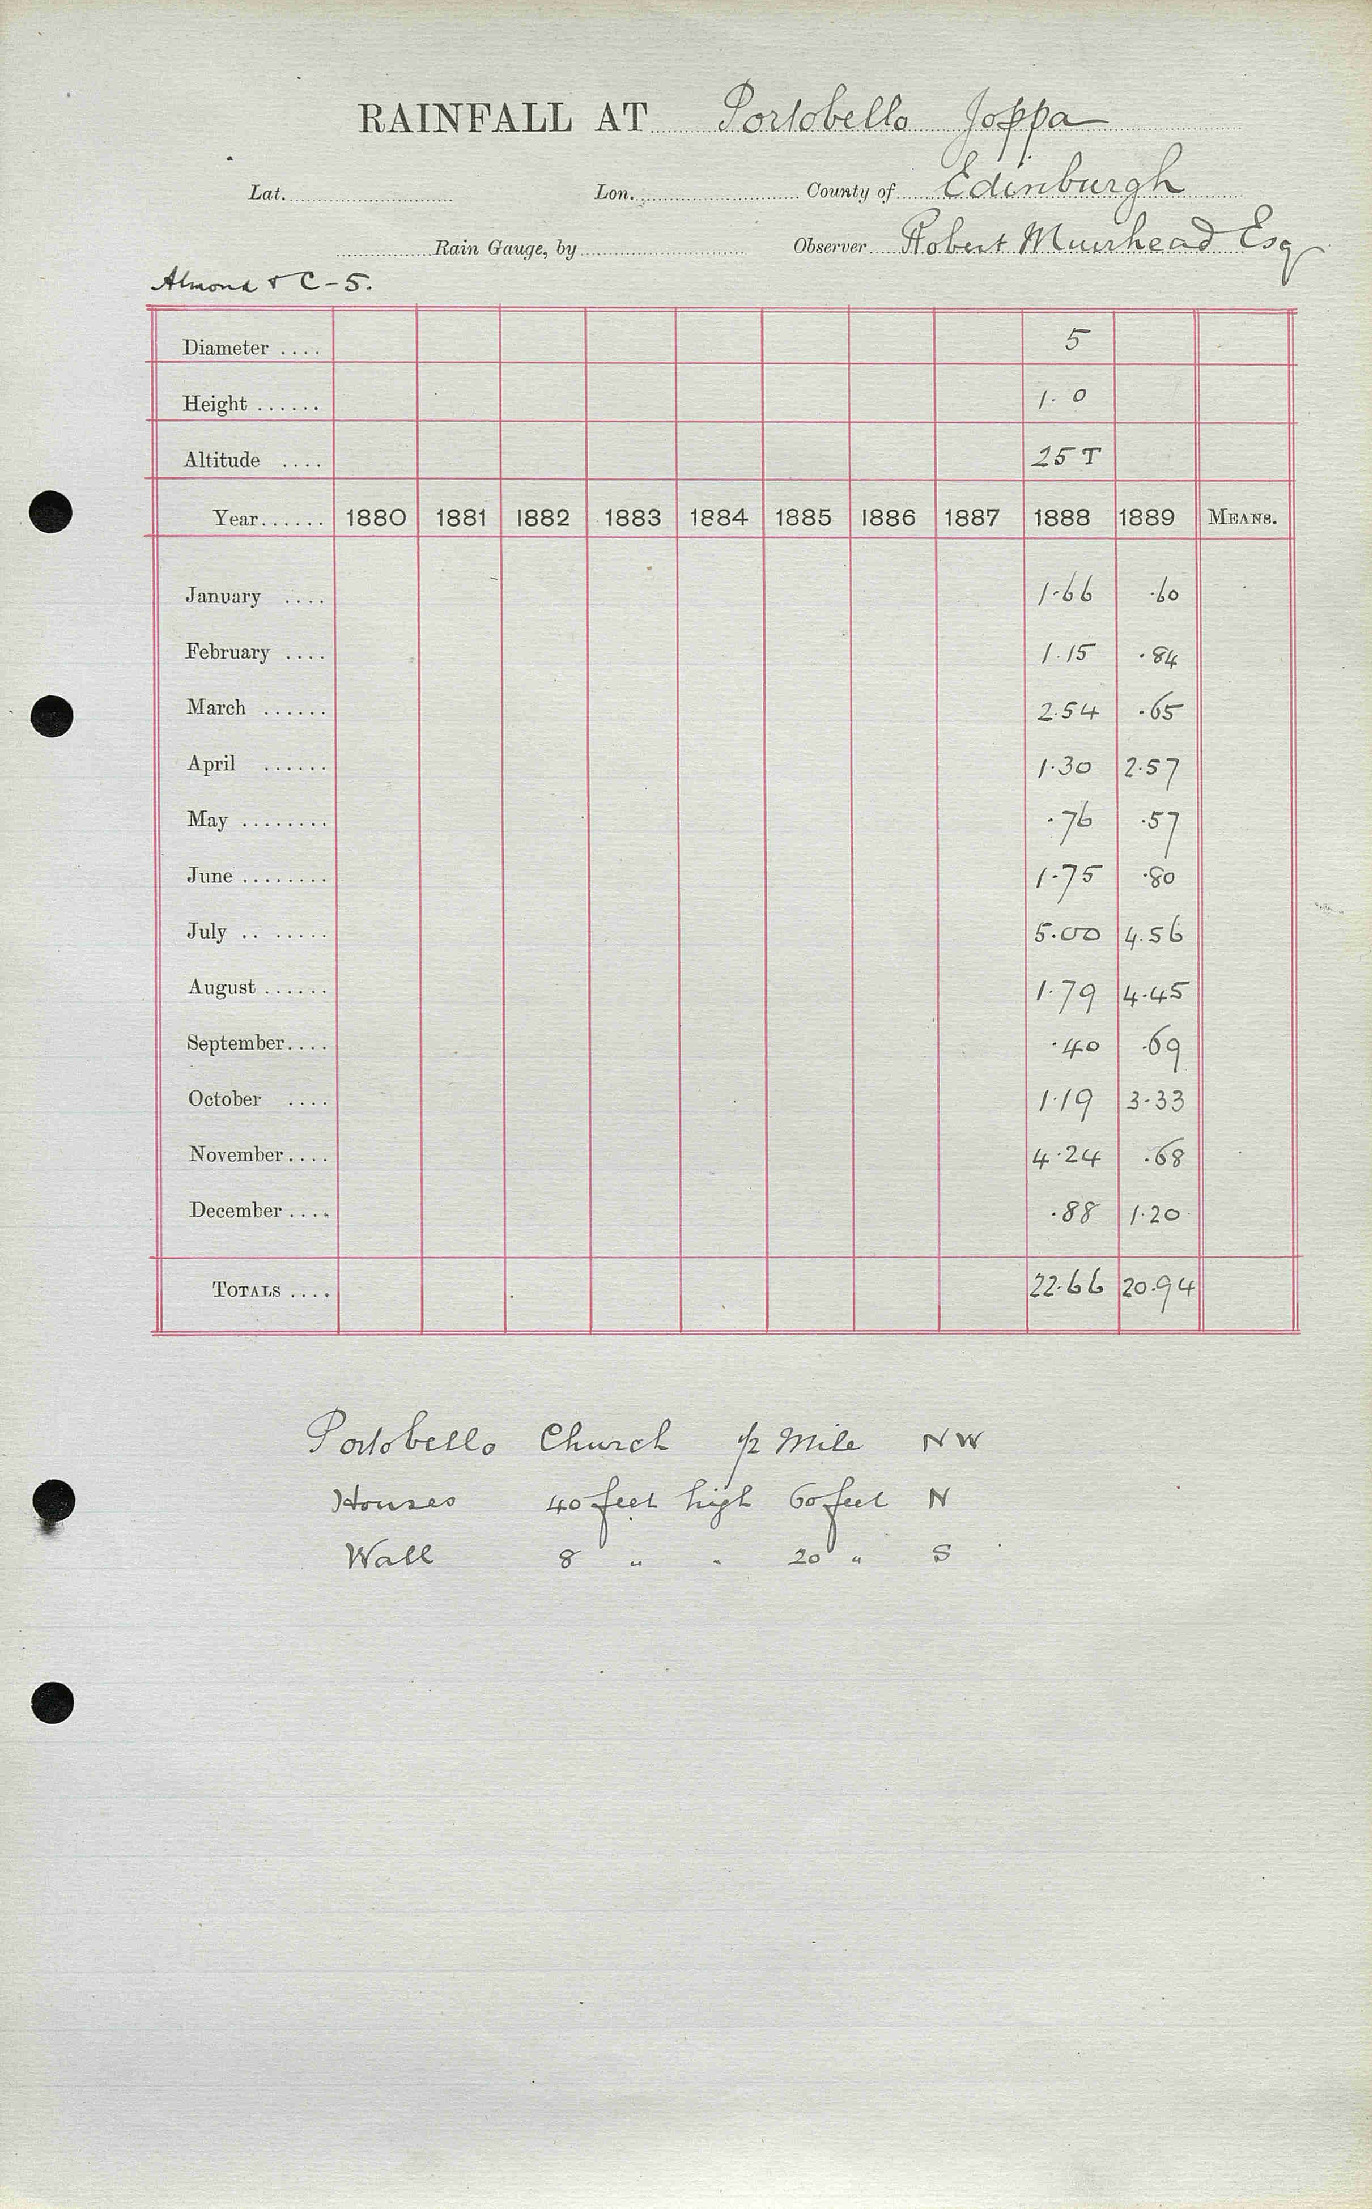 RAINFALL AT Portobello Joppa
Lat. Lon. County of Edinburgh
Rain Gauge, by Observer Robert Muirhead Esq
Almond & C-5.
Diameter .... 5
Height ...... 1. 0
Altitude .... 25 T
Year...... 1880 1881 1882 1883 1884 1885 1886 1887 1888 1889 MEANS.
January .... 1.66 .60
February .... 1.15 .84
March ...... 2.54 .65
April ...... 1.30 2.57
May ........ .76 .57
June ........ 1.75 .80
July .. ..... 5.00 4.56
August ...... 1.79 4.45
September.... .40 .69
October .... 1.19 3.33
November.... 4.24 .68
December .... .88 1.20
TOTALS .... 22.66 20.94
Portobello Church 1/2 Mile NW
Houses 40 feet high 60 feet N
Wall 8 " " 20 " S